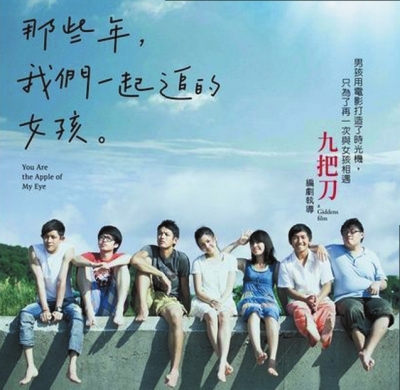 那些年，
我們一起追的
女孩。
You Are
the Apple of
My Eye
男孩用電影打造了時光機，
只為了再一次與女孩相遇
九把刀
a
Giddens
film
編劇執導